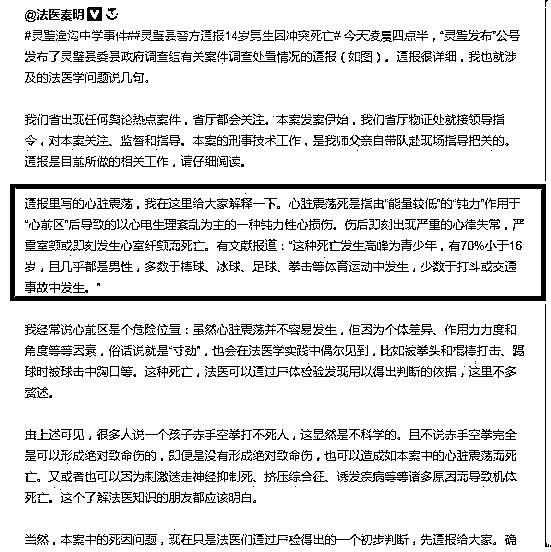 @法医秦明
#灵璧渔沟中学事件##灵璧县警方通报14岁男生因冲突死亡# 今天凌晨四点半，“灵璧发布”公号
发布了灵璧县委县政府调查组有关案件调查处置情况的通报（如图）。通报很详细，我也就涉
及的法医学问题说几句。
我们省出现任何舆论热点案件，省厅都会关注。本案发案伊始，我们省厅物证处就接领导指
令，对本案关注、监督和指导。本案的刑事技术工作，是我师父亲自带队赴现场指导把关的。
通报是目前所做的相关工作，请仔细阅读。
通报里写的心脏震荡，我在这里给大家解释一下。心脏震荡死是指由“能量较低”的“钝力”作用于
“心前区”后导致的以心电生理紊乱为主的一种钝力性心损伤。伤后即刻出现严重的心律失常，严
重室颤或即刻发生心室纤颤而死亡。有文献报道：“这种死亡发生高峰为青少年，有70%小于16
岁，且几乎都是男性，多数于棒球、冰球、足球、拳击等体育运动中发生，少数于打斗或交通
事故中发生。”
我经常说心前区是个危险位置：虽然心脏震荡并不容易发生，但因为个体差异、作用力力度和
角度等等因素，俗话说就是“寸劲”，也会在法医学实践中偶尔见到，比如被拳头和棍棒打击、踢
球时被球击中胸口等。这种死亡，法医可以通过尸体检验发现用以得出判断的依据，这里不多
赘述。
由上述可见，很多人说一个孩子赤手空拳打不死人，这显然是不科学的。且不说赤手空拳完全
是可以形成绝对致命伤的，即便是没有形成绝对致命伤，也可以造成如本案中的心脏震荡而死
亡。又或者也可以因为刺激迷走神经抑制死、挤压综合征、诱发疾病等等诸多原因而导致机体
死亡。这个了解法医知识的朋友都应该明白。
当然，本案中的死因问题，现在只是法医们通过尸检得出的一个初步判断，先通报给大家。确